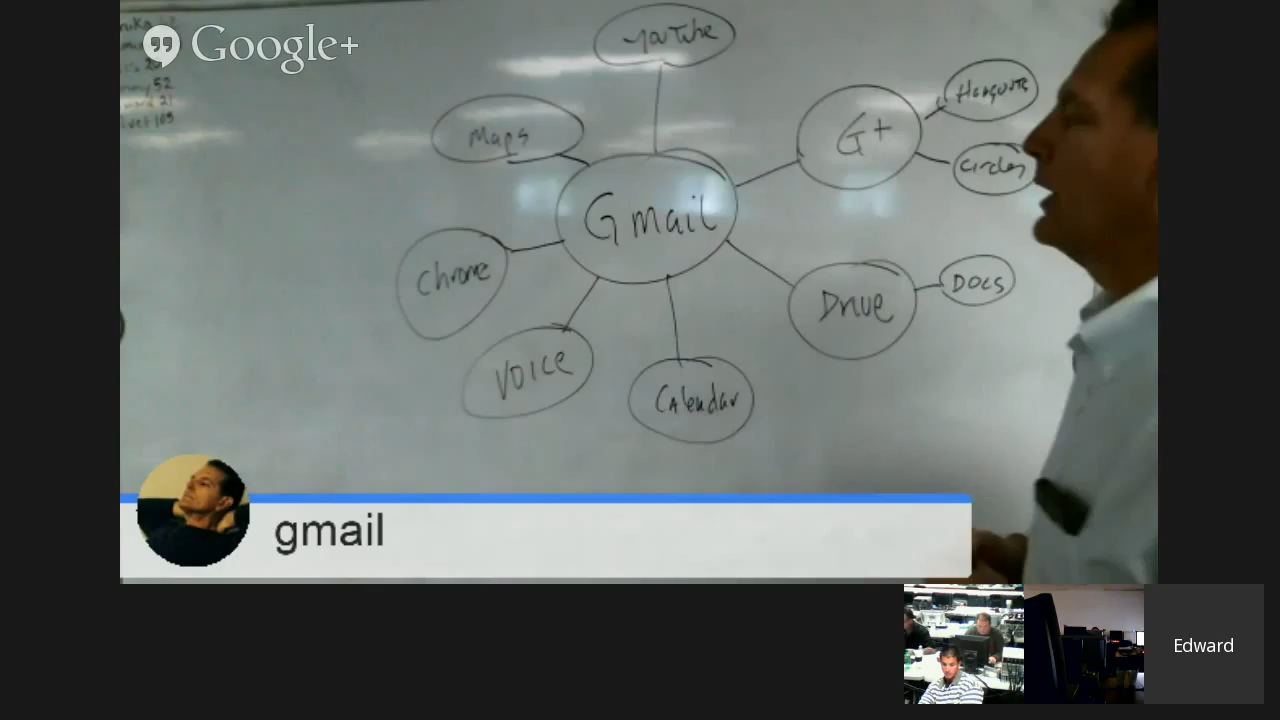 Google+
YouTube
Maps
G+
Hangouts
Circles
Gmail
Chrome
Drive
Docs
Voice
Calendar
gmail
Edward